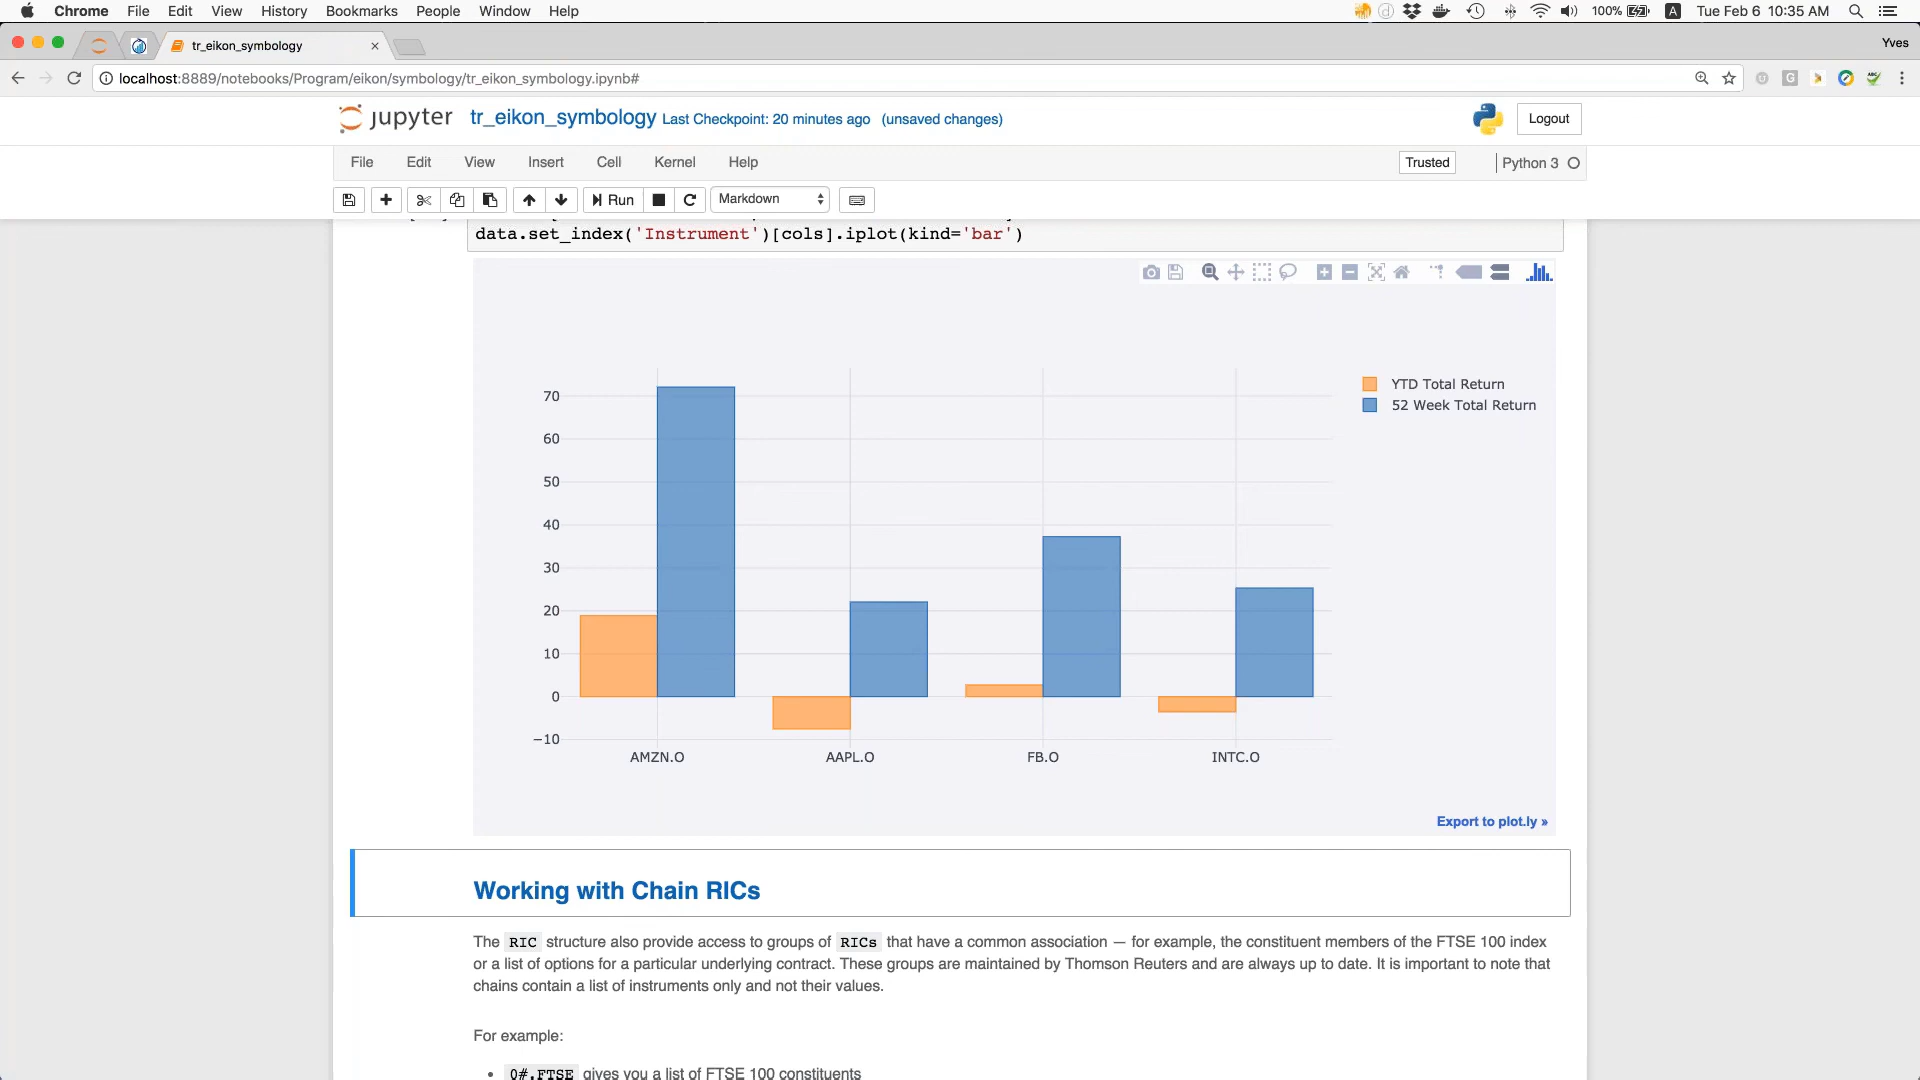 Chrome File Edit View History Bookmarks People Window Help 100% A Tue Feb 6 10:35 AM
tr_eikon_symbology × Yves
localhost:8889/notebooks/Program/eikon/symbology/tr_eikon_symbology.ipynb#
jupyter tr_eikon_symbology Last Checkpoint: 20 minutes ago (unsaved changes) Logout
File Edit View Insert Cell Kernel Help Trusted Python 3
Run Markdown
data.set_index('Instrument')[cols].iplot(kind='bar')
YTD Total Return
52 Week Total Return
70
60
50
40
30
20
10
0
−10
AMZN.O AAPL.O FB.O INTC.O
Export to plot.ly »
Working with Chain RICs
The RIC structure also provide access to groups of RICs that have a common association — for example, the constituent members of the FTSE 100 index
or a list of options for a particular underlying contract. These groups are maintained by Thomson Reuters and are always up to date. It is important to note that
chains contain a list of instruments only and not their values.
For example:
• 0#.FTSE gives you a list of FTSE 100 constituents